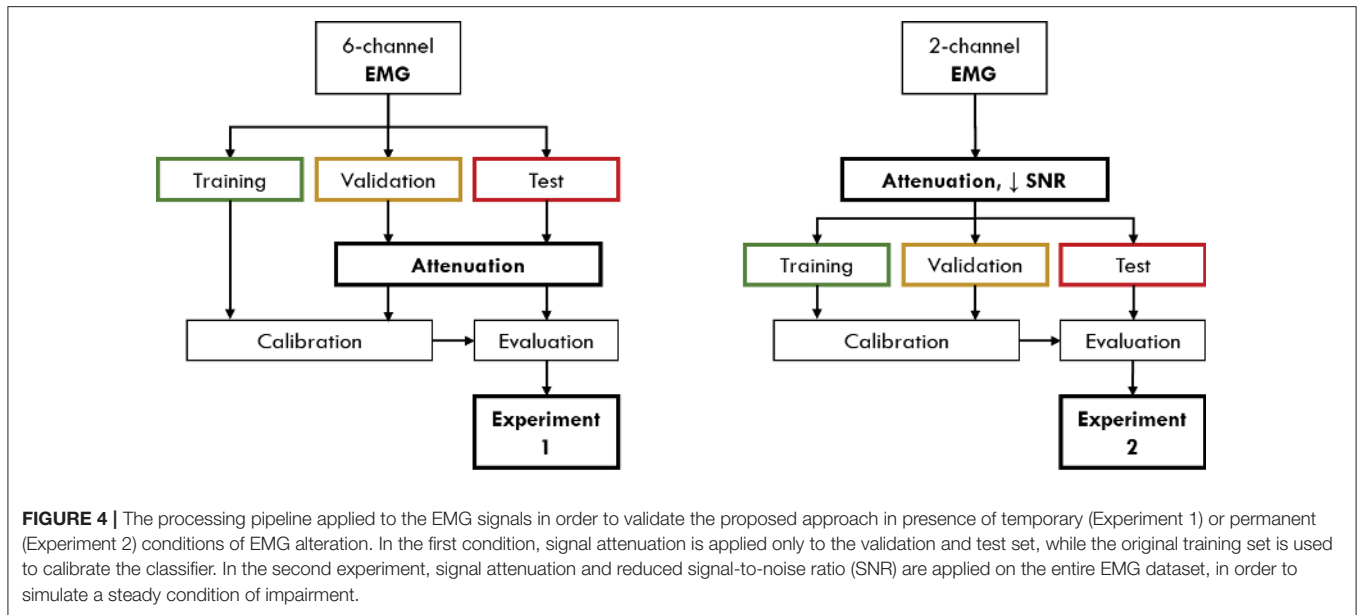 6-channel
EMG
Training
Validation
Test
Attenuation
Calibration
Evaluation
Experiment
1
2-channel
EMG
Attenuation, ↓ SNR
Training
Validation
Test
Calibration
Evaluation
Experiment
2
FIGURE 4 | The processing pipeline applied to the EMG signals in order to validate the proposed approach in presence of temporary (Experiment 1) or permanent
(Experiment 2) conditions of EMG alteration. In the first condition, signal attenuation is applied only to the validation and test set, while the original training set is used
to calibrate the classifier. In the second experiment, signal attenuation and reduced signal-to-noise ratio (SNR) are applied on the entire EMG dataset, in order to
simulate a steady condition of impairment.